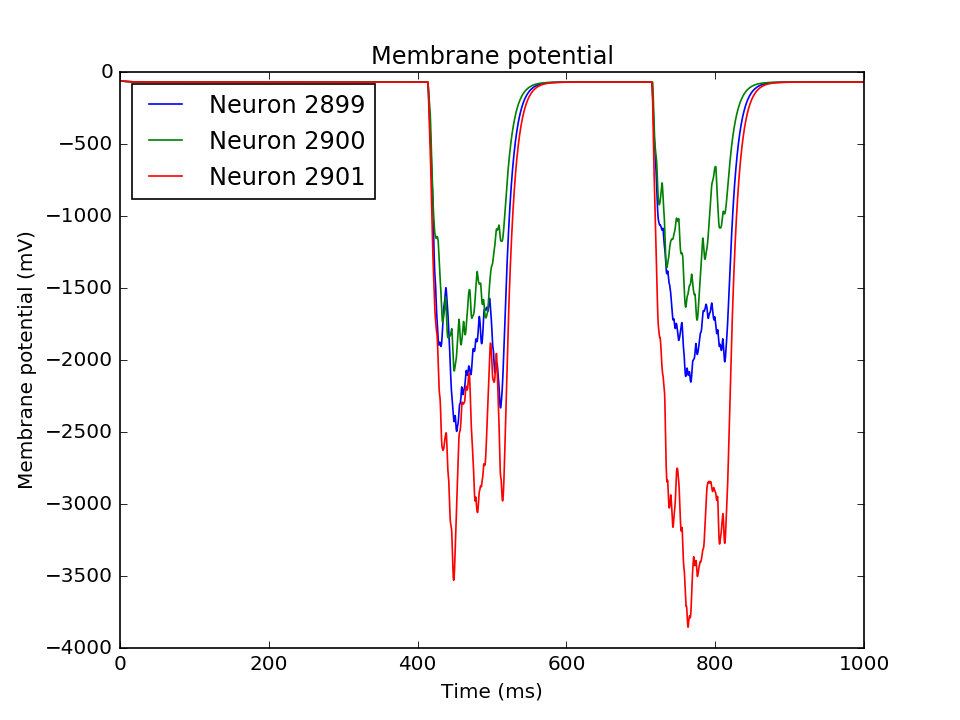 Membrane potential
Neuron 2899
Neuron 2900
Neuron 2901
Membrane potential (mV)
0
−500
−1000
−1500
−2000
−2500
−3000
−3500
−4000
0 200 400 600 800 1000
Time (ms)